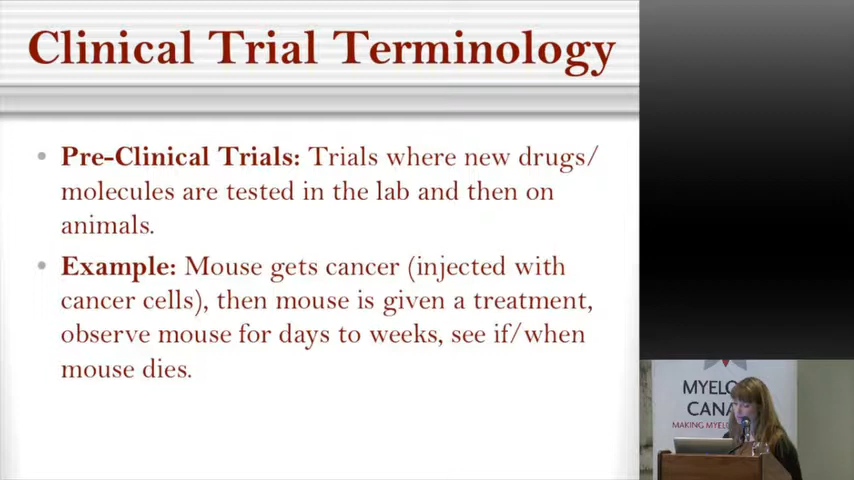 Clinical Trial Terminology
• Pre-Clinical Trials: Trials where new drugs/
molecules are tested in the lab and then on
animals.
• Example: Mouse gets cancer (injected with
cancer cells), then mouse is given a treatment,
observe mouse for days to weeks, see if/when
mouse dies.
MYELO
CANA
MAKING MYEL